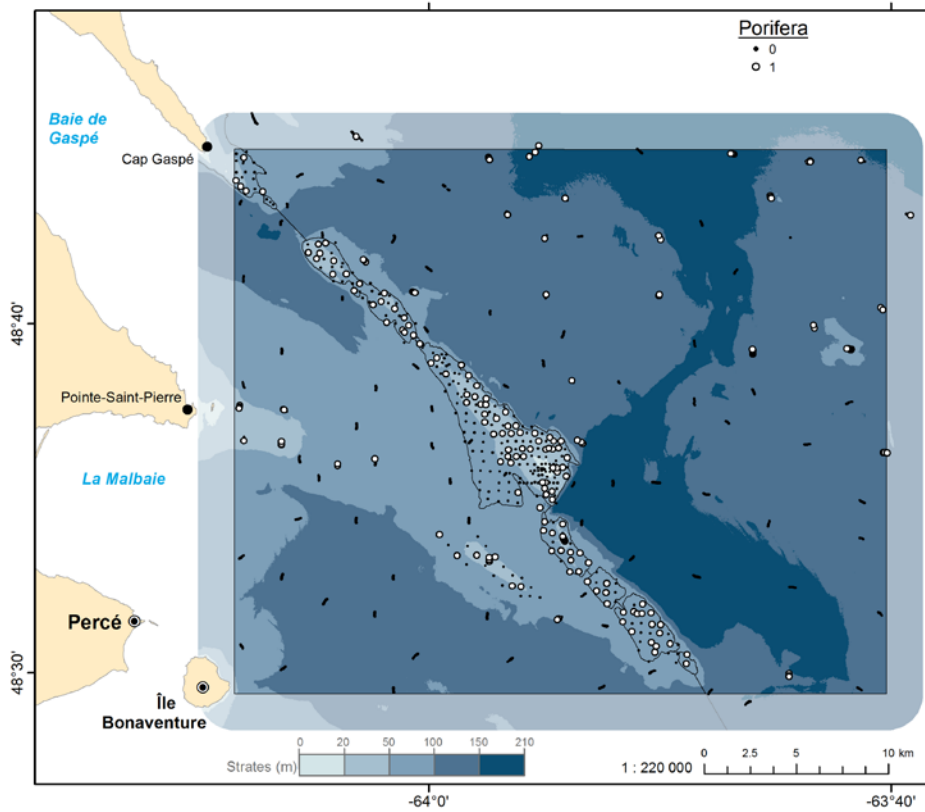 Porifera
0
1
Baie de
Gaspé
Cap Gaspé
48°40'
Pointe-Saint-Pierre
La Malbaie
Percé
48°30'
Île
Bonaventure
0 20 50 100 150 210
Strates (m)
0 2.5 5 10 km
1 : 220 000
-64°0' -63°40'